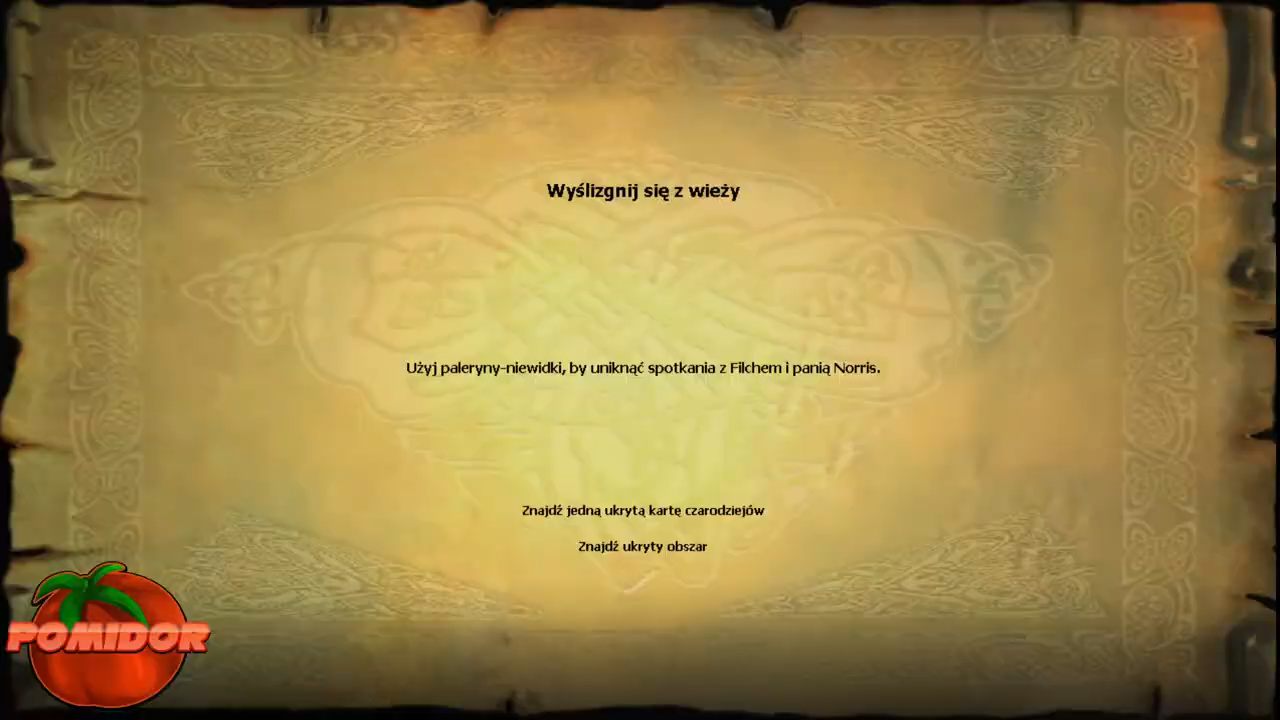 Wyślizgnij się z wieży
Użyj paleryny-niewidki, by uniknąć spotkania z Filchem i panią Norris.
Znajdź jedną ukrytą kartę czarodziejów
Znajdź ukryty obszar
POMIDOR